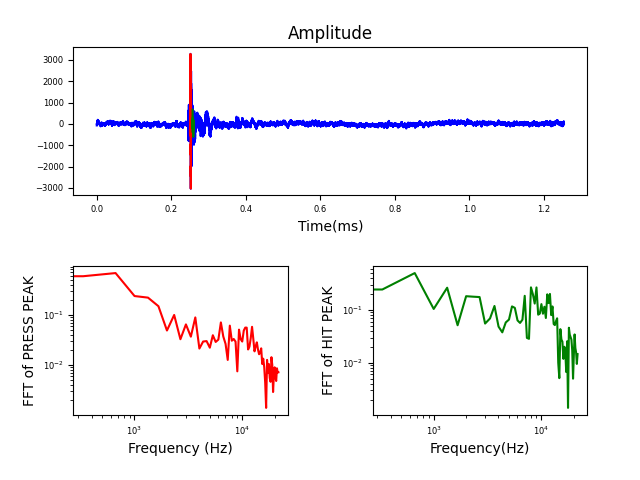 Amplitude
3000
2000
1000
0
−1000
−2000
−3000
0.0 0.2 0.4 0.6 0.8 1.0 1.2
Time(ms)
FFT of PRESS PEAK
10⁻¹
10⁻²
10³ 10⁴
Frequency (Hz)
FFT of HIT PEAK
10⁻¹
10⁻²
10³ 10⁴
Frequency(Hz)